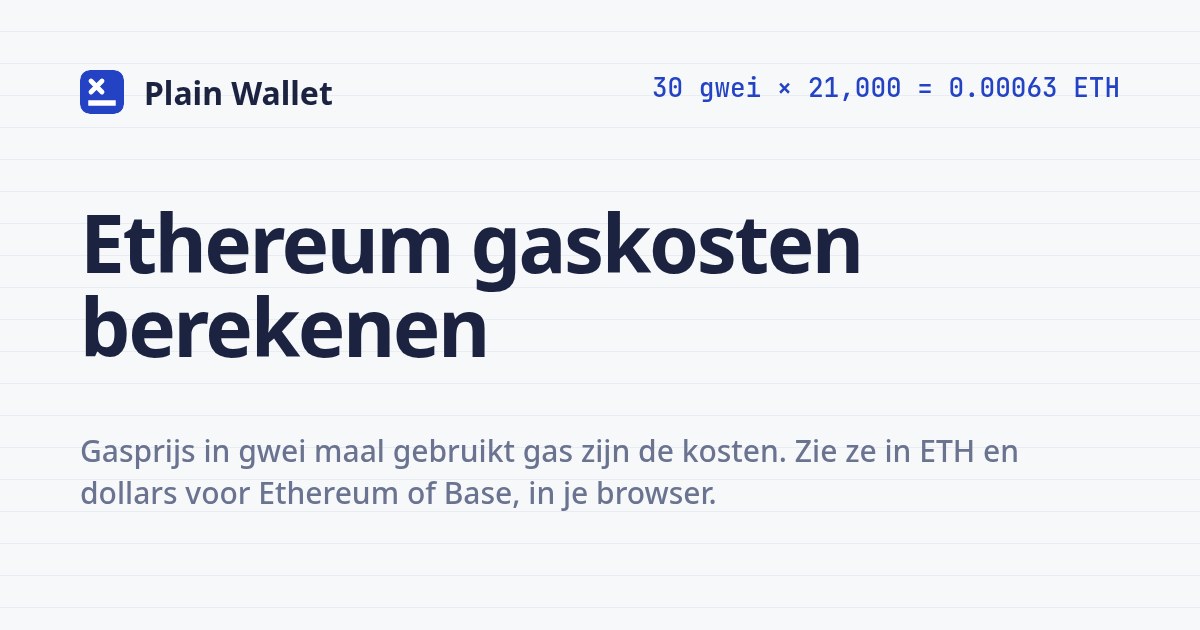 Plain Wallet
30 gwei × 21,000 = 0.00063 ETH
Ethereum gaskosten
berekenen
Gasprijs in gwei maal gebruikt gas zijn de kosten. Zie ze in ETH en
dollars voor Ethereum of Base, in je browser.